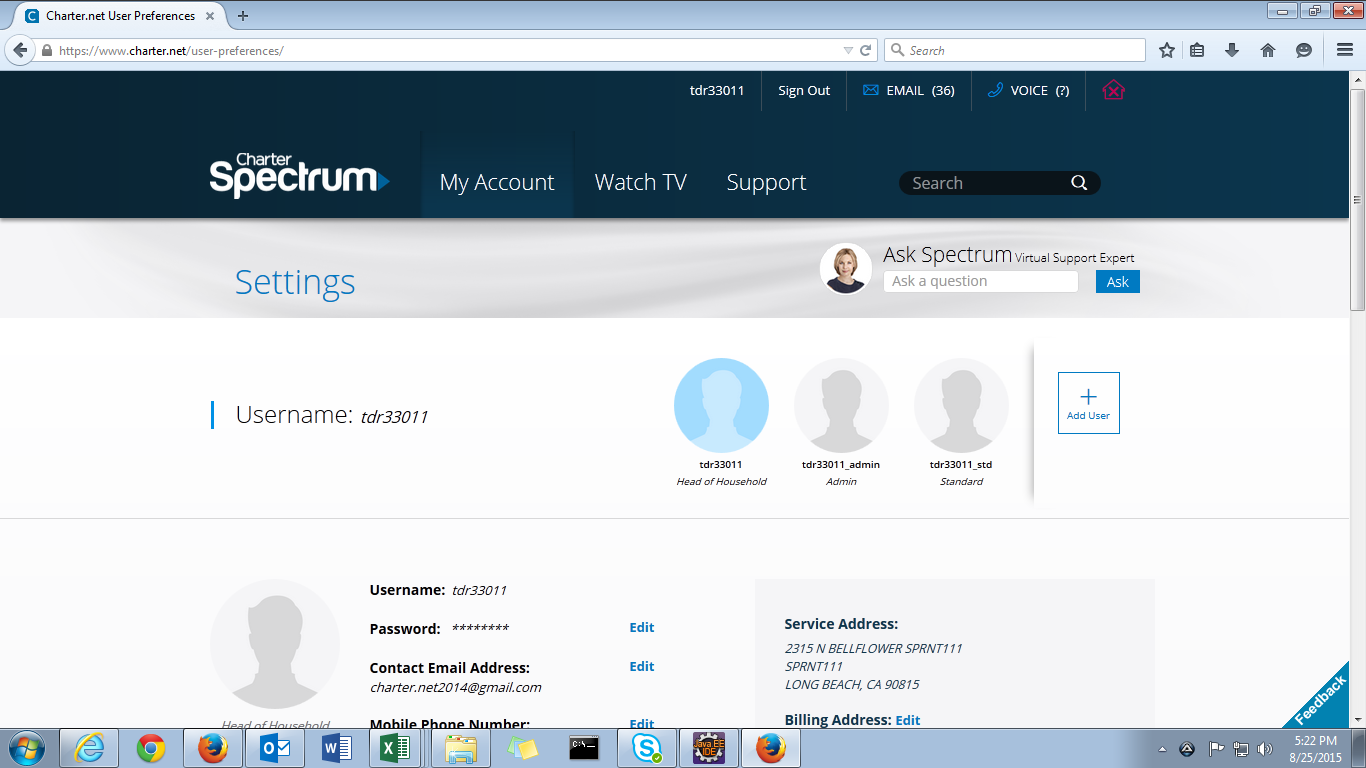 Charter.net User Preferences
https://www.charter.net/user-preferences/
Search
tdr33011 Sign Out EMAIL (36) VOICE (?)
Charter
Spectrum
My Account Watch TV Support Search
Ask Spectrum Virtual Support Expert
Settings
Ask a question Ask
Username: tdr33011
Add User
tdr33011 tdr33011_admin tdr33011_std
Head of Household Admin Standard
Username: tdr33011
Password: ******** Edit
Contact Email Address: Edit
charter.net2014@gmail.com
Mobile Phone Number: Edit
Head of Household
Service Address:
2315 N BELLFLOWER SPRNT111
SPRNT111
LONG BEACH, CA 90815
Billing Address: Edit
Feedback
C:\_
Java EE
IDE
5:22 PM
8/25/2015